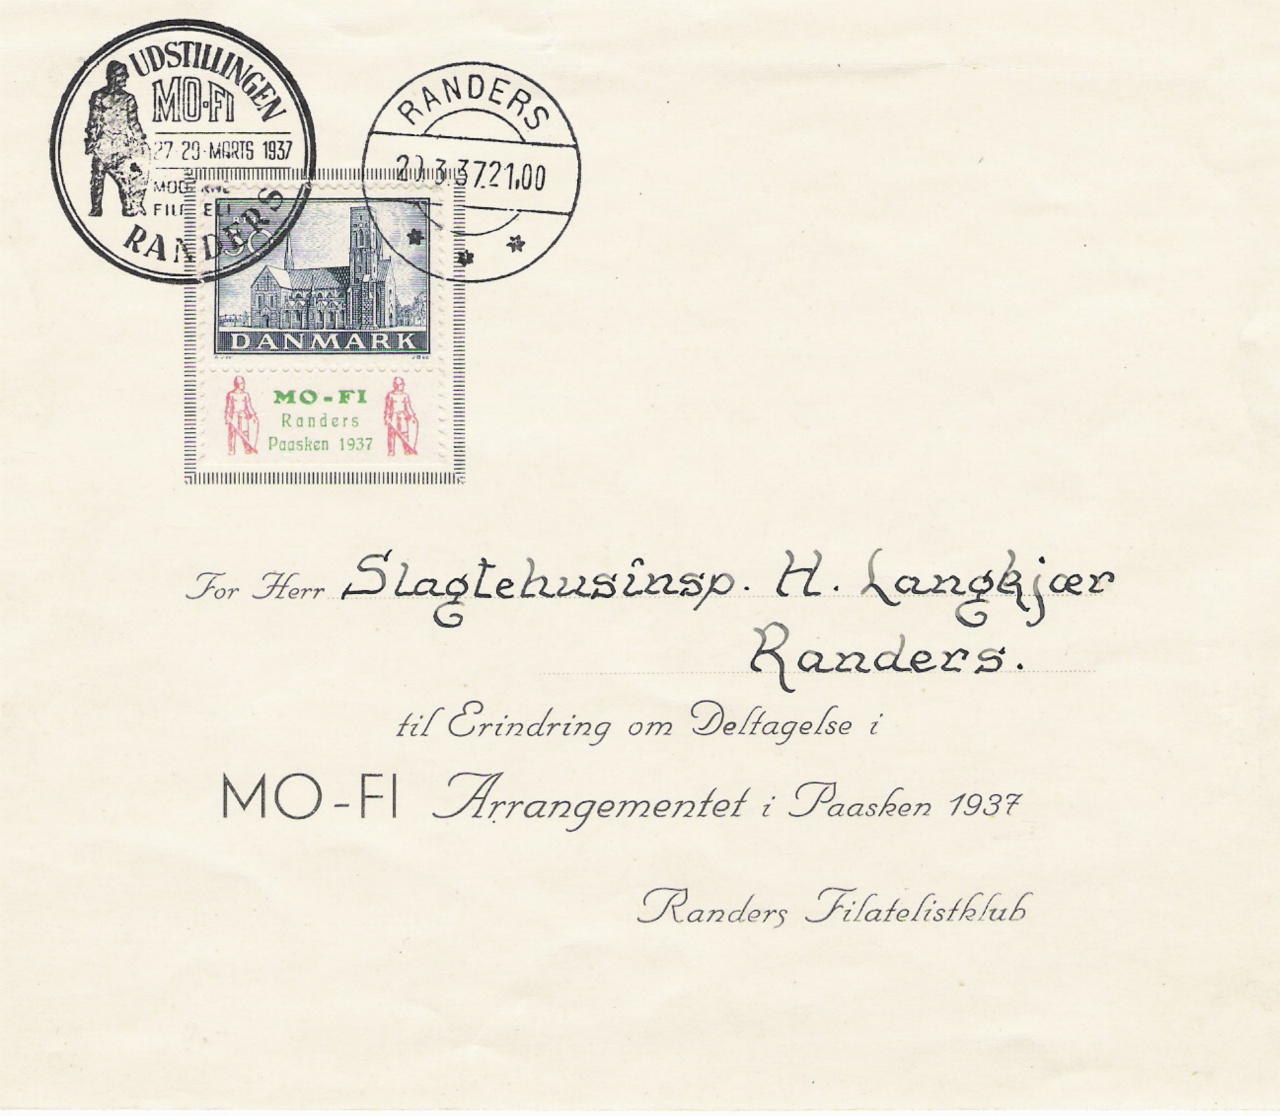 UDSTILLINGEN
MO-FI
27-29-MARTS 1937
RANDERS
RANDERS
3.37.21.00
DANMARK
MO-FI
Randers
Paasken 1937
For Herr Slagtehusinsp. H. Langkjær
Randers.
til Erindring om Deltagelse i
MO-FI Arrangementet i Paasken 1937
Randers Filatelistklub